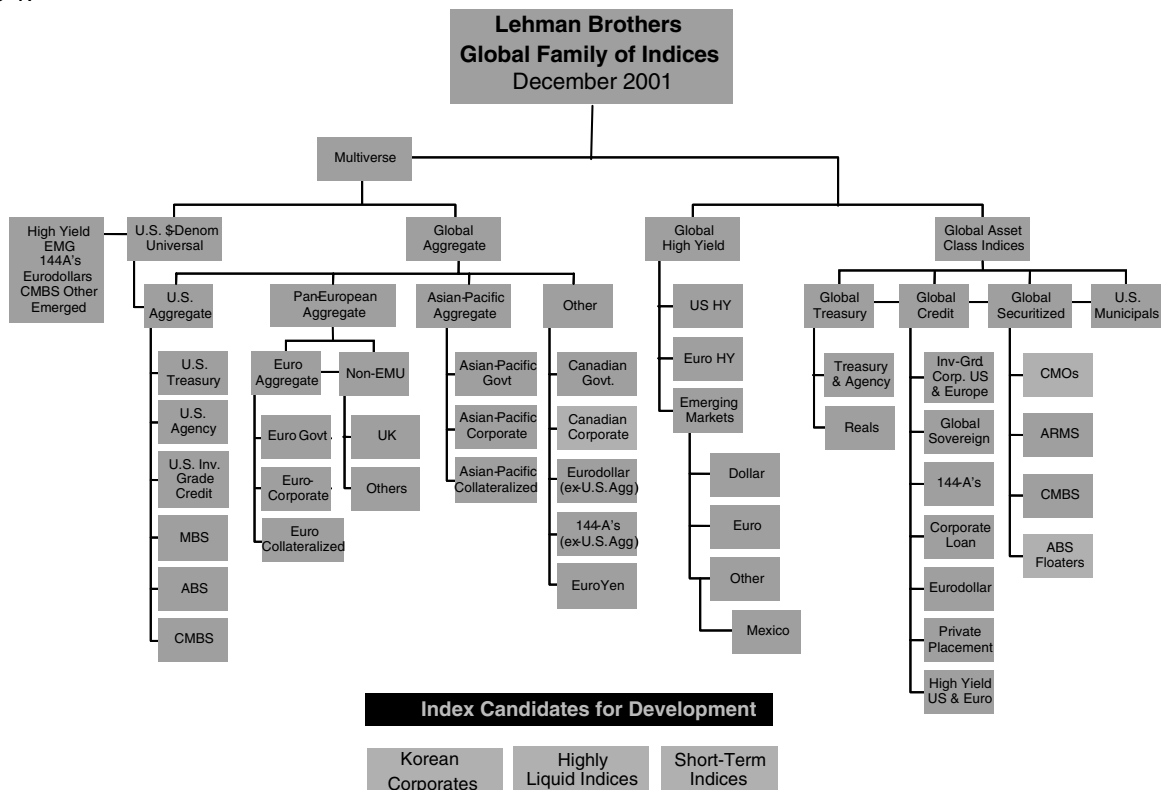 Lehman Brothers
Global Family of Indices
December 2001
Multiverse
High Yield
EMG
144A's
Eurodollars
CMBS Other
Emerged
U.S. $-Denom
Universal
Global
Aggregate
Global
High Yield
Global Asset
Class Indices
U.S.
Aggregate
Pan-European
Aggregate
Asian-Pacific
Aggregate
Other
Global
Treasury
Global
Credit
Global
Securitized
U.S.
Municipals
U.S.
Treasury
U.S.
Agency
U.S. Inv.
Grade
Credit
MBS
ABS
CMBS
Euro
Aggregate
Non-EMU
Euro Govt
Euro-
Corporate
Euro
Collateralized
UK
Others
Asian-Pacific
Govt
Asian-Pacific
Corporate
Asian-Pacific
Collateralized
Canadian
Govt.
Canadian
Corporate
Eurodollar
(ex-U.S. Agg)
144-A's
(ex-U.S. Agg)
EuroYen
US HY
Euro HY
Emerging
Markets
Dollar
Euro
Other
Mexico
Treasury
& Agency
Reals
Inv-Grd.
Corp. US
& Europe
Global
Sovereign
144-A's
Corporate
Loan
Eurodollar
Private
Placement
High Yield
US & Euro
CMOs
ARMS
CMBS
ABS
Floaters
Index Candidates for Development
Korean
Corporates
Highly
Liquid Indices
Short-Term
Indices